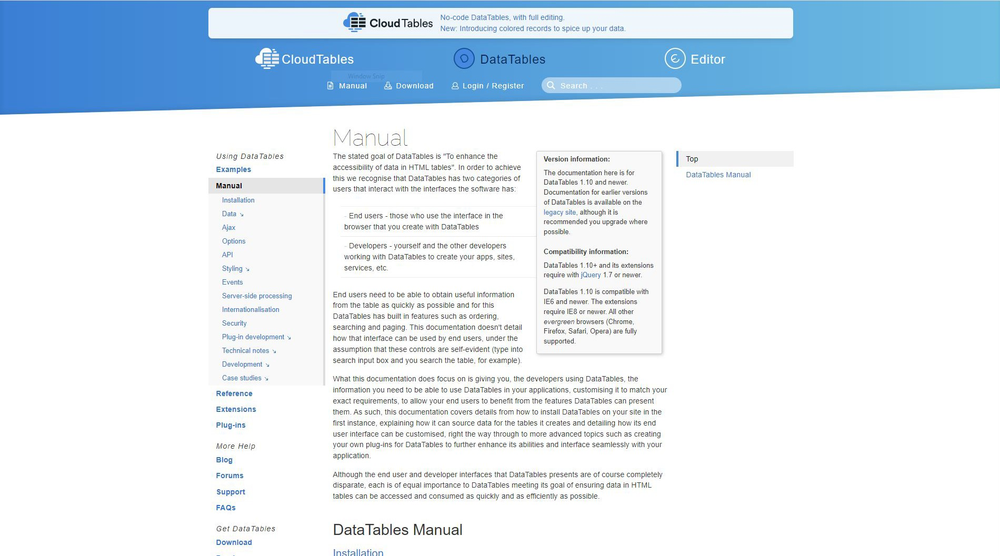 CloudTables
No-code DataTables, with full editing.
New: Introducing colored records to spice up your data.
CloudTables
DataTables
Editor
Window Snip
Manual
Download
Login / Register
Search . . .
Using DataTables
Examples
Manual
Installation
Data
Ajax
Options
API
Styling
Events
Server-side processing
Internationalisation
Security
Plug-in development
Technical notes
Development
Case studies
Reference
Extensions
Plug-ins
More Help
Blog
Forums
Support
FAQs
Get DataTables
Download
Manual
The stated goal of DataTables is "To enhance the
accessibility of data in HTML tables". In order to achieve
this we recognise that DataTables has two categories of
users that interact with the interfaces the software has:
- End users - those who use the interface in the
browser that you create with DataTables
- Developers - yourself and the other developers
working with DataTables to create your apps, sites,
services, etc.
End users need to be able to obtain useful information
from the table as quickly as possible and for this
DataTables has built in features such as ordering,
searching and paging. This documentation doesn't detail
how that interface can be used by end users, under the
assumption that these controls are self-evident (type into
search input box and you search the table, for example).
What this documentation does focus on is giving you, the developers using DataTables, the
information you need to be able to use DataTables in your applications, customising it to match your
exact requirements, to allow your end users to benefit from the features DataTables can present
them. As such, this documentation covers details from how to install DataTables on your site in the
first instance, explaining how it can source data for the tables it creates and detailing how its end
user interface can be customised, right the way through to more advanced topics such as creating
your own plug-ins for DataTables to further enhance its abilities and interface seamlessly with your
application.
Although the end user and developer interfaces that DataTables presents are of course completely
disparate, each is of equal importance to DataTables meeting its goal of ensuring data in HTML
tables can be accessed and consumed as quickly and as efficiently as possible.
DataTables Manual
Installation
Version information:
The documentation here is for
DataTables 1.10 and newer.
Documentation for earlier versions
of DataTables is available on the
legacy site, although it is
recommended you upgrade where
possible.
Compatibility information:
DataTables 1.10+ and its extensions
require with jQuery 1.7 or newer.
DataTables 1.10 is compatible with
IE6 and newer. The extensions
require IE8 or newer. All other
evergreen browsers (Chrome,
Firefox, Safari, Opera) are fully
supported.
Top
DataTables Manual